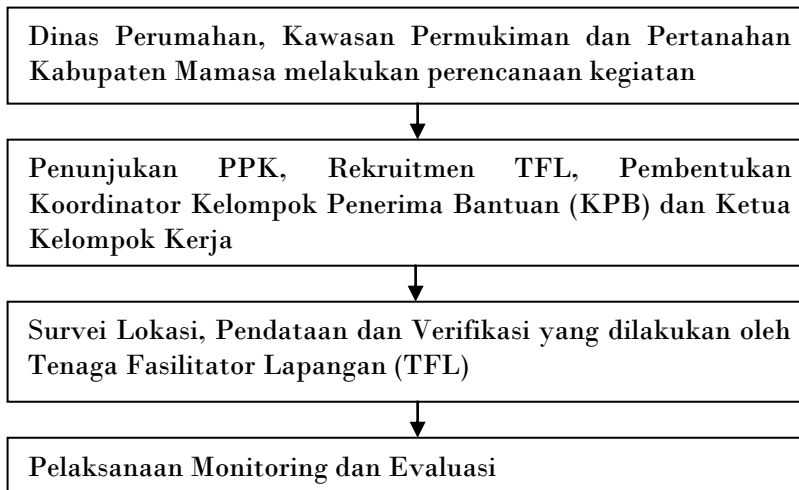 Dinas Perumahan, Kawasan Permukiman dan Pertanahan
Kabupaten Mamasa melakukan perencanaan kegiatan
Penunjukan PPK, Rekruitmen TFL, Pembentukan
Koordinator Kelompok Penerima Bantuan (KPB) dan Ketua
Kelompok Kerja
Survei Lokasi, Pendataan dan Verifikasi yang dilakukan oleh
Tenaga Fasilitator Lapangan (TFL)
Pelaksanaan Monitoring dan Evaluasi